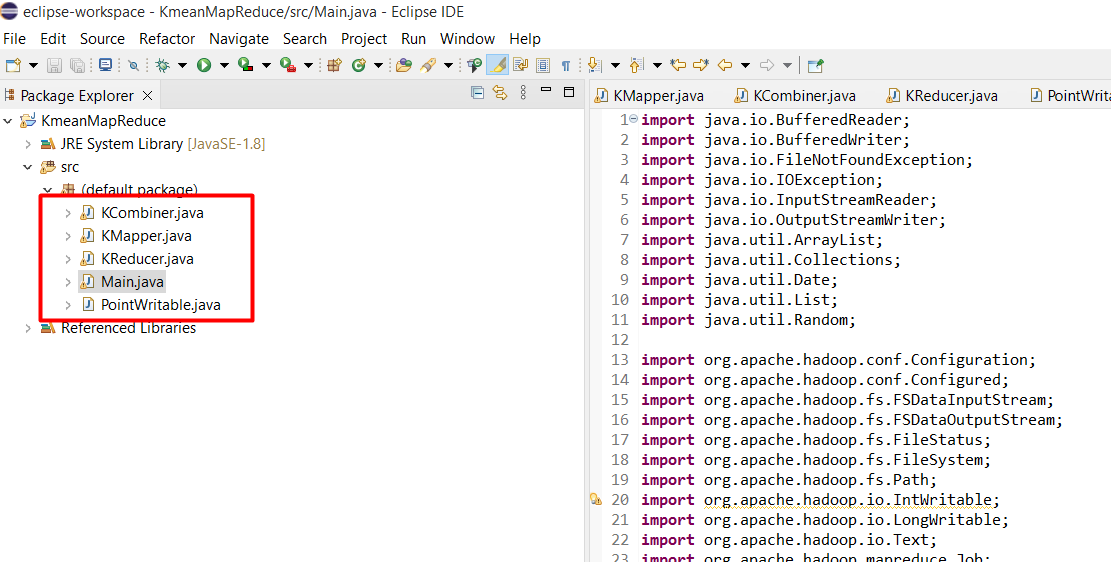 eclipse-workspace - KmeanMapReduce/src/Main.java - Eclipse IDE
File Edit Source Refactor Navigate Search Project Run Window Help
Package Explorer
KmeanMapReduce
JRE System Library [JavaSE-1.8]
src
(default package)
KCombiner.java
KMapper.java
KReducer.java
Main.java
PointWritable.java
Referenced Libraries
KMapper.java KCombiner.java KReducer.java PointWrita
1 import java.io.BufferedReader;
2 import java.io.BufferedWriter;
3 import java.io.FileNotFoundException;
4 import java.io.IOException;
5 import java.io.InputStreamReader;
6 import java.io.OutputStreamWriter;
7 import java.util.ArrayList;
8 import java.util.Collections;
9 import java.util.Date;
10 import java.util.List;
11 import java.util.Random;
12
13 import org.apache.hadoop.conf.Configuration;
14 import org.apache.hadoop.conf.Configured;
15 import org.apache.hadoop.fs.FSDataInputStream;
16 import org.apache.hadoop.fs.FSDataOutputStream;
17 import org.apache.hadoop.fs.FileStatus;
18 import org.apache.hadoop.fs.FileSystem;
19 import org.apache.hadoop.fs.Path;
20 import org.apache.hadoop.io.IntWritable;
21 import org.apache.hadoop.io.LongWritable;
22 import org.apache.hadoop.io.Text;
23 import org.apache.hadoop.mapreduce.Job;